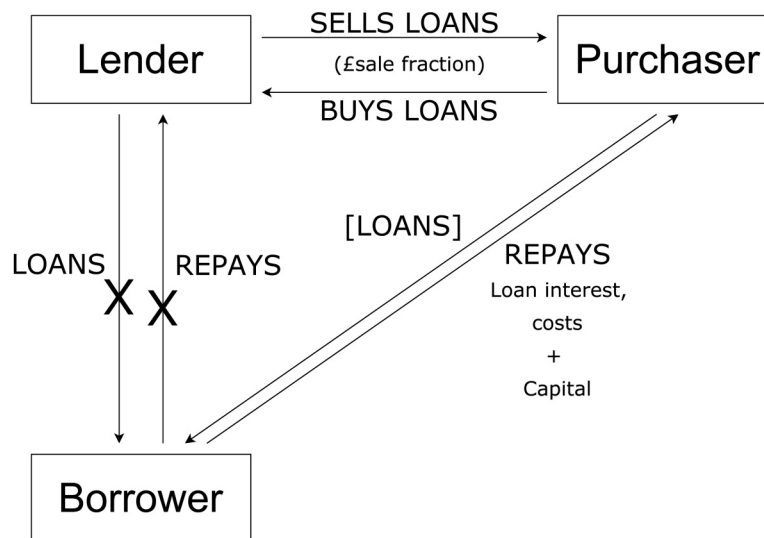 SELLS LOANS
Lender
(£sale fraction)
Purchaser
BUYS LOANS
[LOANS]
LOANS
X
X
REPAYS
REPAYS
Loan interest,
costs
+
Capital
Borrower